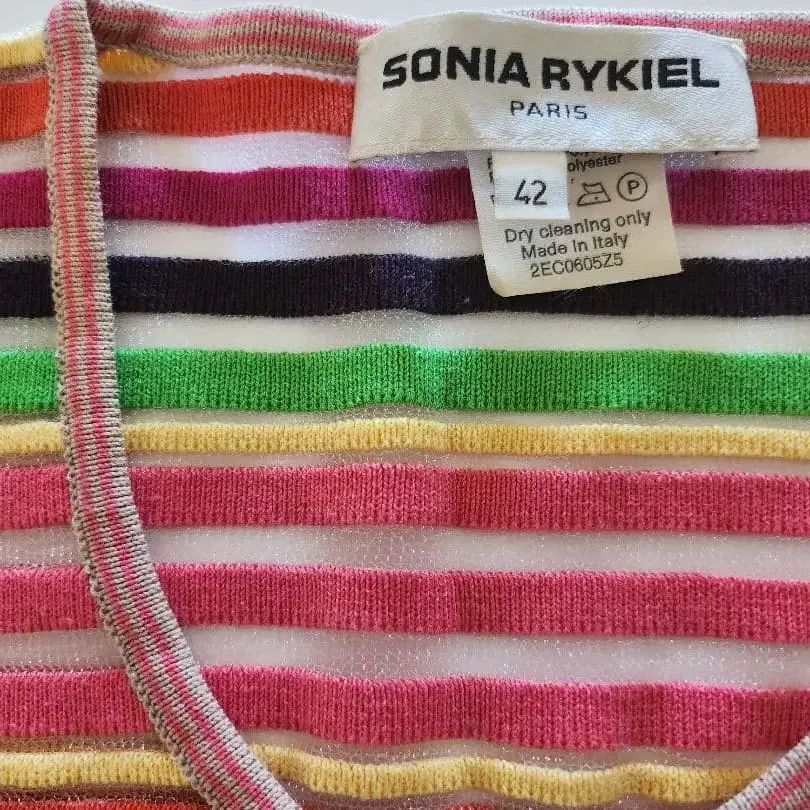 SONIA RYKIEL
PARIS
olyester
42 P
Dry cleaning only
Made in Italy
2EC0605Z5